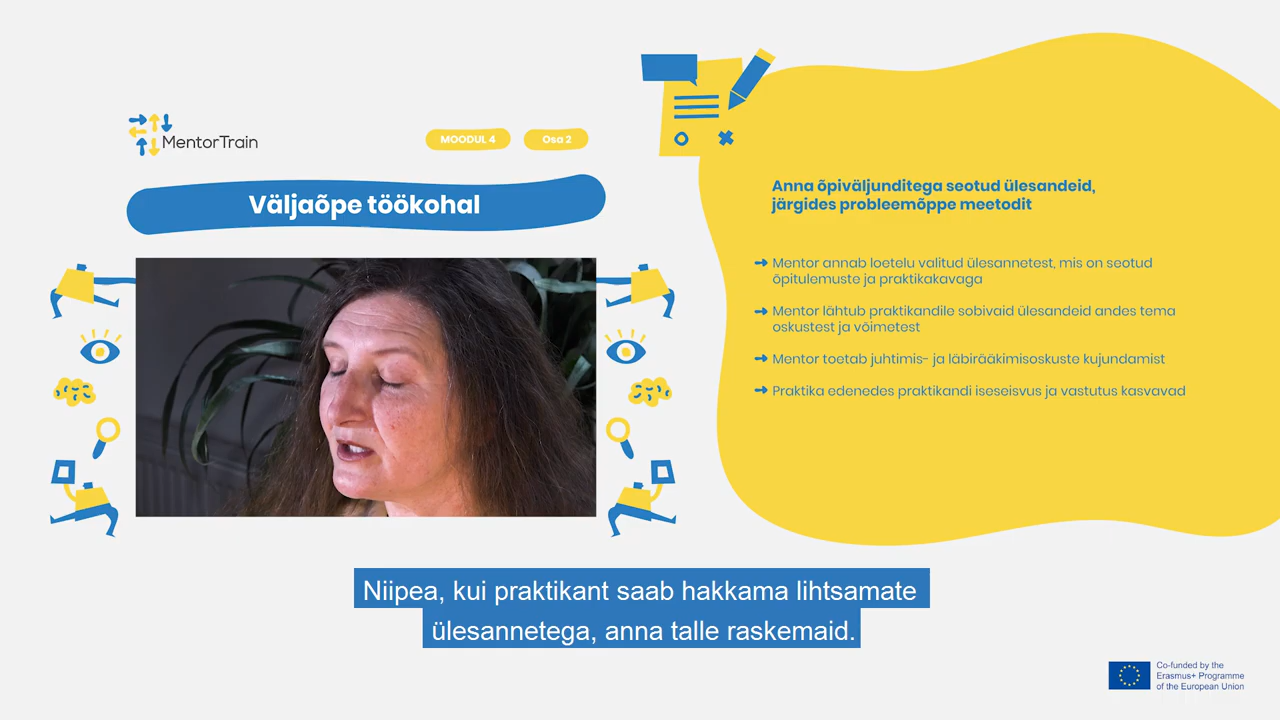 MentorTrain
MOODUL 4
Osa 2
Väljaõpe töökohal
Anna õpiväljunditega seotud ülesandeid,
järgides probleemõppe meetodit
Mentor annab loetelu valitud ülesannetest, mis on seotud
õpitulemuste ja praktikakavaga
Mentor lähtub praktikandile sobivaid ülesandeid andes tema
oskustest ja võimetest
Mentor toetab juhtimis- ja läbirääkimisoskuste kujundamist
Praktika edenedes praktikandi iseseisvus ja vastutus kasvavad
Niipea, kui praktikant saab hakkama lihtsamate
ülesannetega, anna talle raskemaid.
Co-funded by the
Erasmus+ Programme
of the European Union